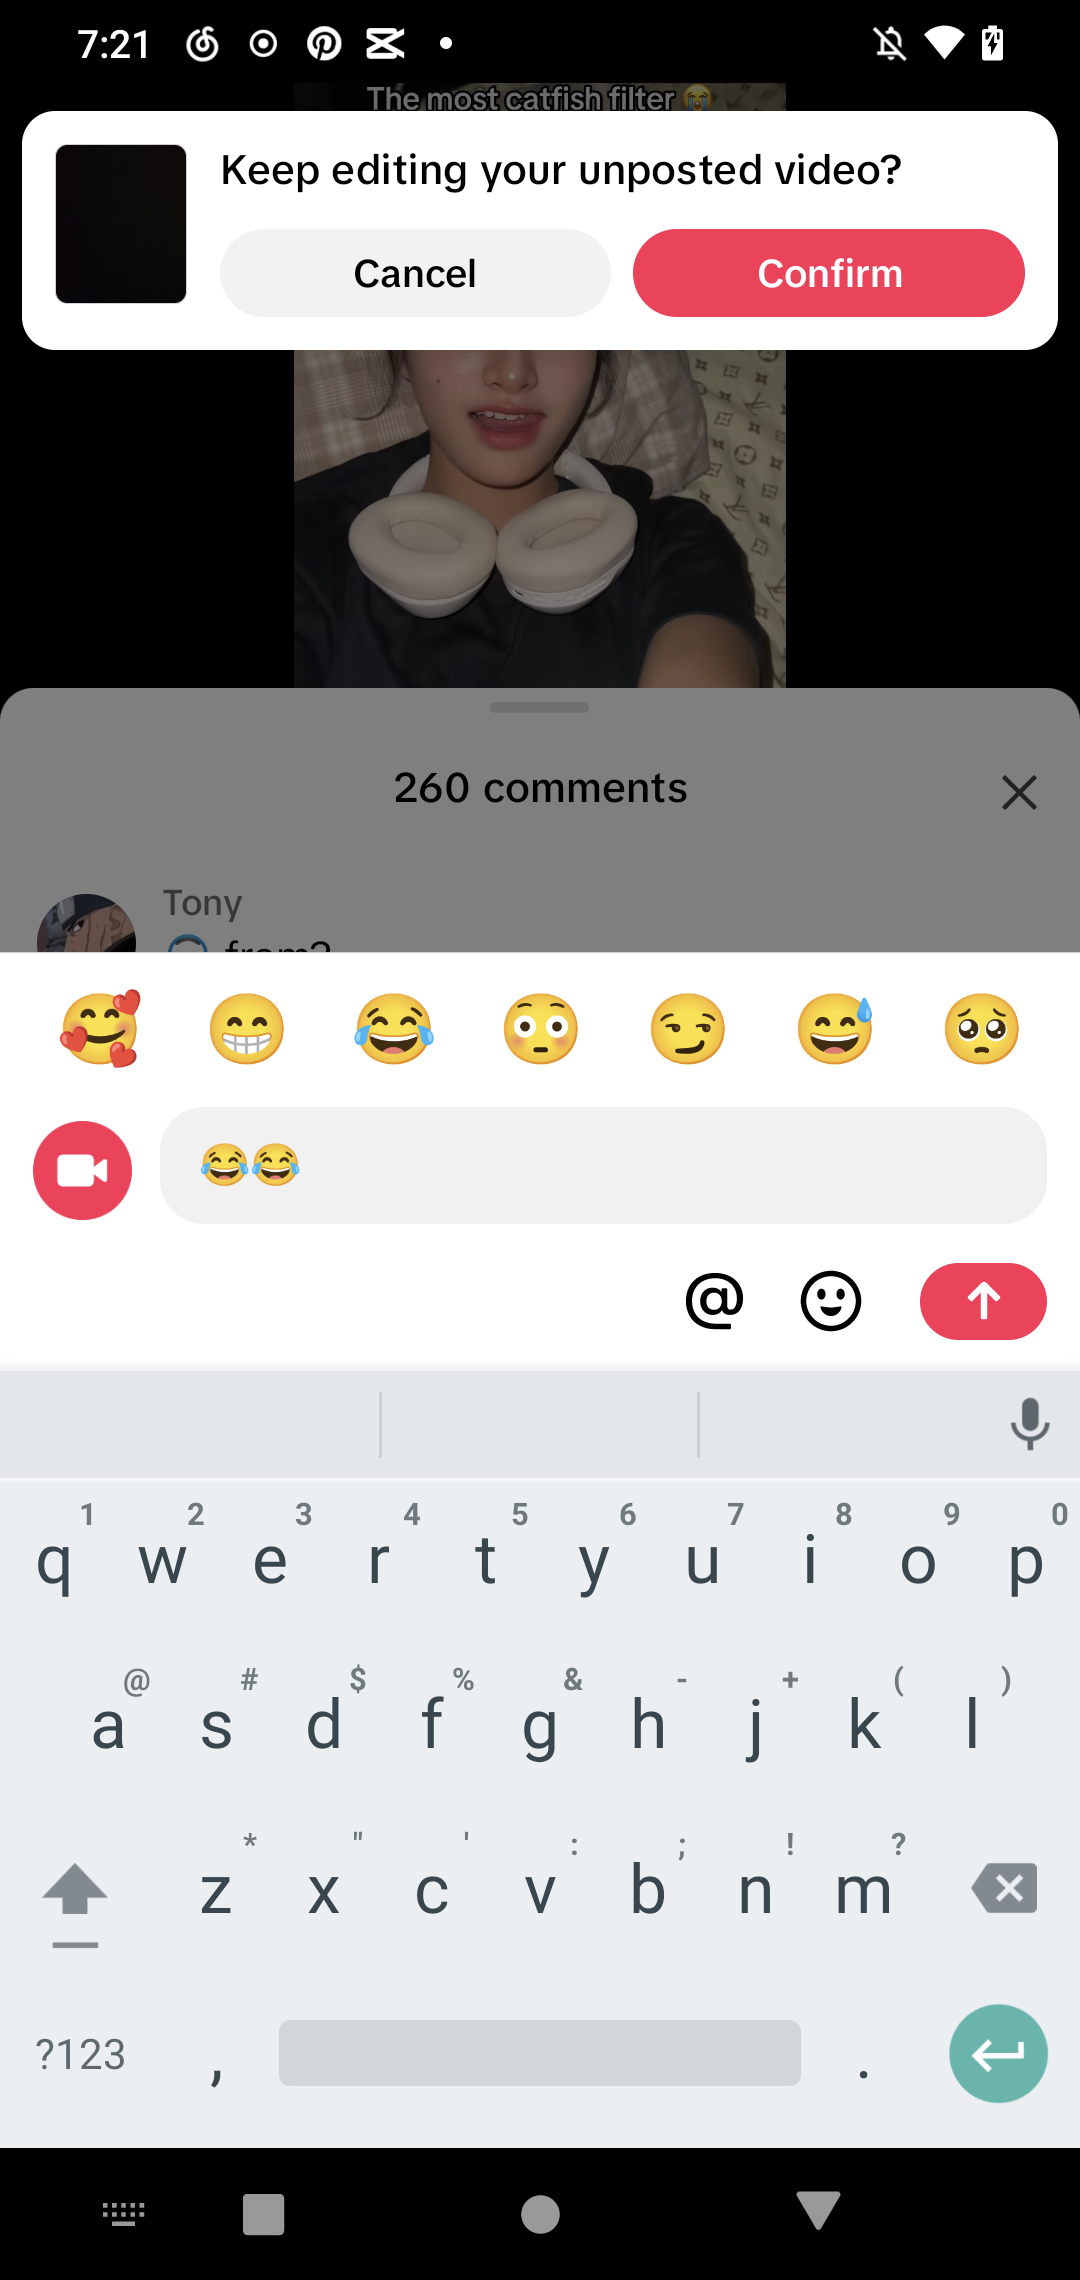 7:21
The most catfish filter 😭
Keep editing your unposted video?
Cancel
Confirm
260 comments
Tony
🎧 from?
😂😂
@
1 2 3 4 5 6 7 8 9 0
q w e r t y u i o p
@ # $ % & - + ( )
a s d f g h j k l
* " ' : ; ! ?
z x c v b n m
?123 , .